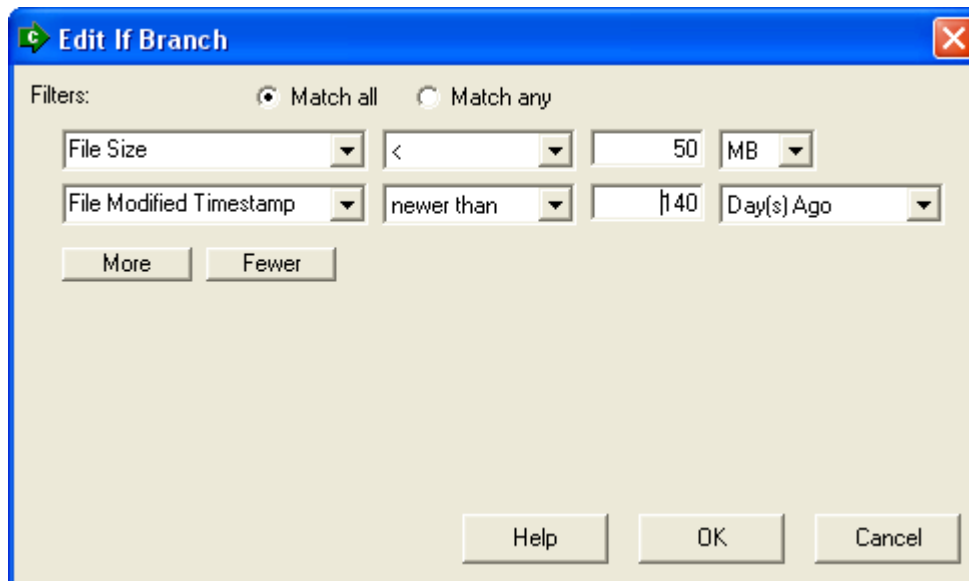 Edit If Branch
Filters: Match all Match any
File Size < 50 MB
File Modified Timestamp newer than 140 Day(s) Ago
More Fewer
Help OK Cancel